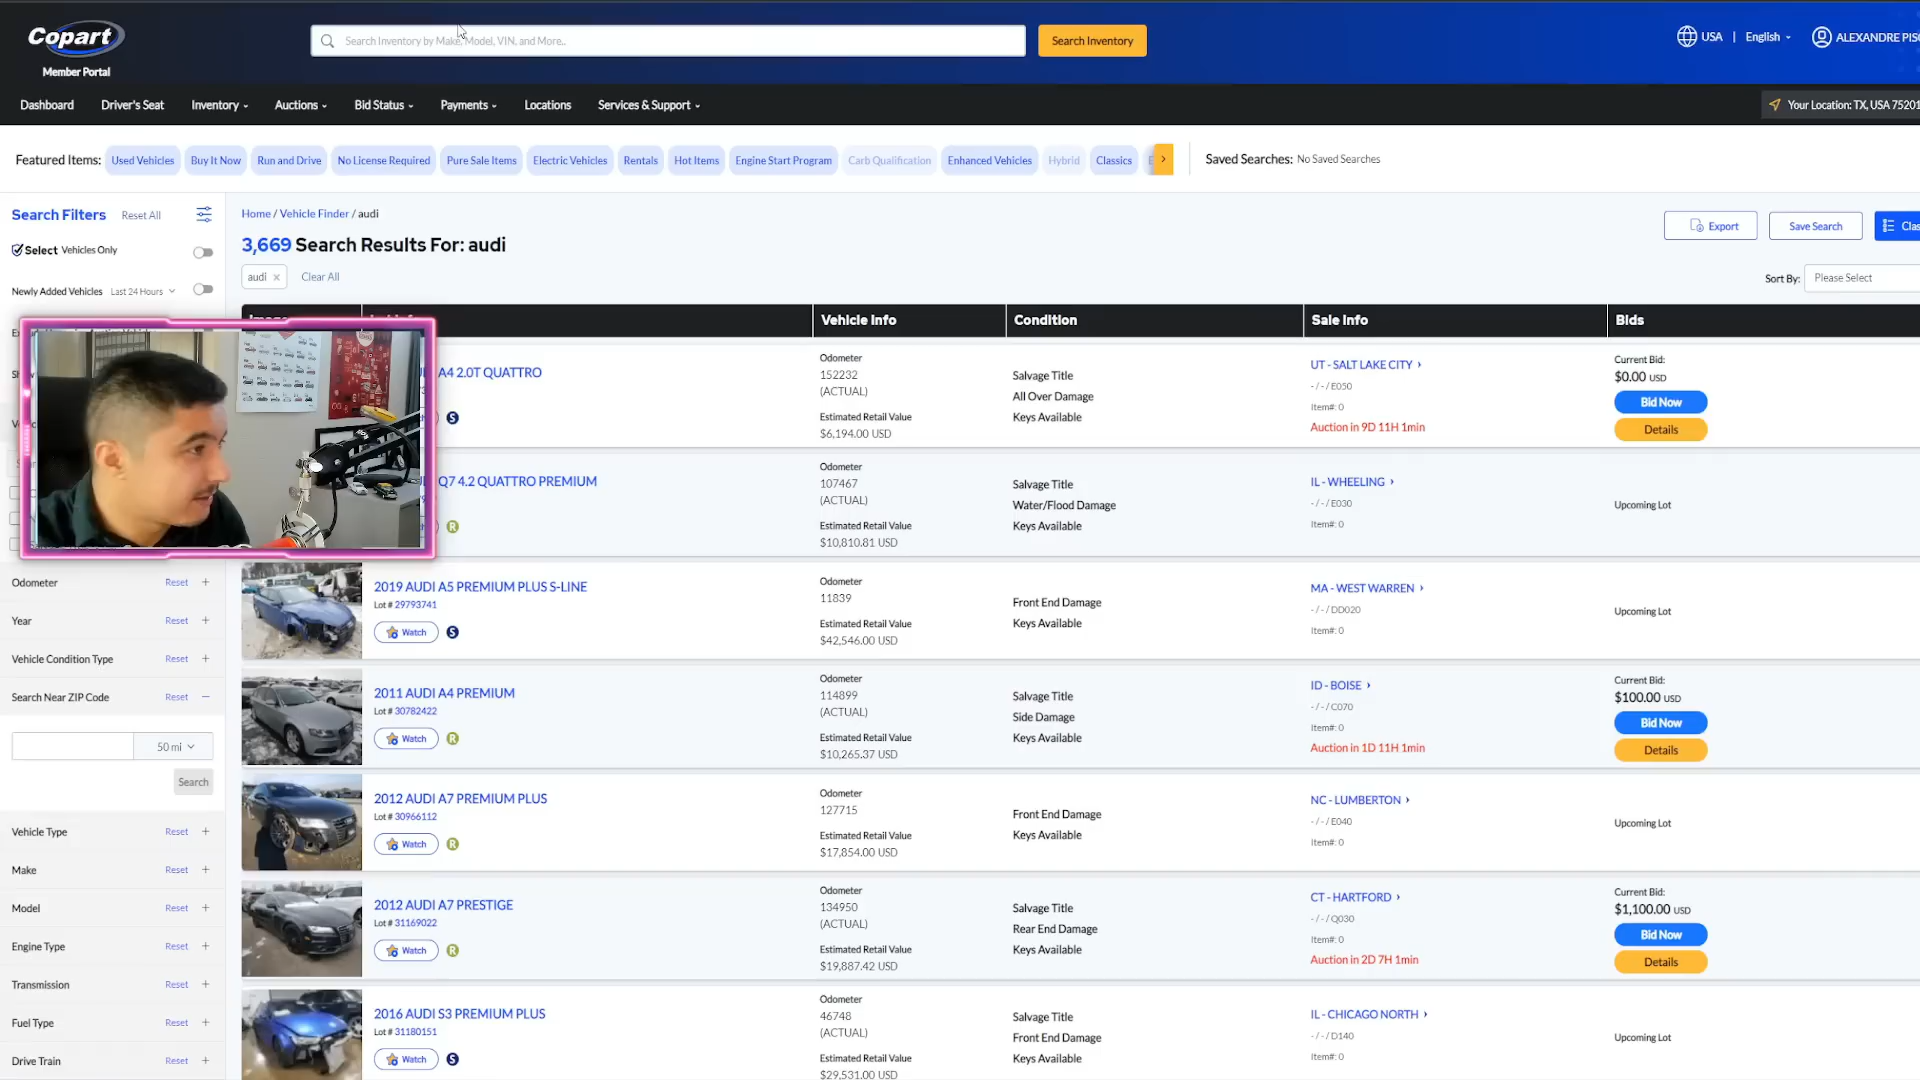 Copart
Member Portal
Search Inventory by Make, Model, VIN, and More..
Search Inventory
USA | English
ALEXANDRE
Dashboard Driver's Seat Inventory Auctions Bid Status Payments Locations Services & Support
Your Location: TX, USA 75201
Featured Items: Used Vehicles Buy It Now Run and Drive No License Required Pure Sale Items Electric Vehicles Rentals Hot Items Engine Start Program Carb Qualification Enhanced Vehicles Hybrid Classics
Saved Searches: No Saved Searches
Search Filters Reset All
Select Vehicles Only
Newly Added Vehicles Last 24 Hours
Odometer Reset +
Year Reset +
Vehicle Condition Type Reset +
Search Near ZIP Code Reset −
50 mi
Search
Vehicle Type Reset +
Make Reset +
Model Reset +
Engine Type Reset +
Transmission Reset +
Fuel Type Reset +
Drive Train Reset +
Home / Vehicle Finder / audi
3,669 Search Results For: audi
audi × Clear All
Export Save Search
Sort By: Please Select
Vehicle Info Condition Sale Info Bids
A4 2.0T QUATTRO
S
Odometer
152232
(ACTUAL)
Estimated Retail Value
$6,194.00 USD
Salvage Title
All Over Damage
Keys Available
UT - SALT LAKE CITY ›
- / - / E050
Item#: 0
Auction in 9D 11H 1min
Current Bid:
$0.00 USD
Bid Now
Details
Q7 4.2 QUATTRO PREMIUM
R
Odometer
107467
(ACTUAL)
Estimated Retail Value
$10,810.81 USD
Salvage Title
Water/Flood Damage
Keys Available
IL - WHEELING ›
- / - / E030
Item#: 0
Upcoming Lot
2019 AUDI A5 PREMIUM PLUS S-LINE
Lot # 29793741
Watch S
Odometer
11839
Estimated Retail Value
$42,546.00 USD
Front End Damage
Keys Available
MA - WEST WARREN ›
- / - / DD020
Item#: 0
Upcoming Lot
2011 AUDI A4 PREMIUM
Lot # 30782422
Watch R
Odometer
114899
(ACTUAL)
Estimated Retail Value
$10,265.37 USD
Salvage Title
Side Damage
Keys Available
ID - BOISE ›
- / - / C070
Item#: 0
Auction in 1D 11H 1min
Current Bid:
$100.00 USD
Bid Now
Details
2012 AUDI A7 PREMIUM PLUS
Lot # 30966112
Watch R
Odometer
127715
Estimated Retail Value
$17,854.00 USD
Front End Damage
Keys Available
NC - LUMBERTON ›
- / - / E040
Item#: 0
Upcoming Lot
2012 AUDI A7 PRESTIGE
Lot # 31169022
Watch R
Odometer
134950
(ACTUAL)
Estimated Retail Value
$19,887.42 USD
Salvage Title
Rear End Damage
Keys Available
CT - HARTFORD ›
- / - / Q030
Item#: 0
Auction in 2D 7H 1min
Current Bid:
$1,100.00 USD
Bid Now
Details
2016 AUDI S3 PREMIUM PLUS
Lot # 31180151
Watch S
Odometer
46748
(ACTUAL)
Estimated Retail Value
$29,531.00 USD
Salvage Title
Front End Damage
Keys Available
IL - CHICAGO NORTH ›
- / - / D140
Item#: 0
Upcoming Lot